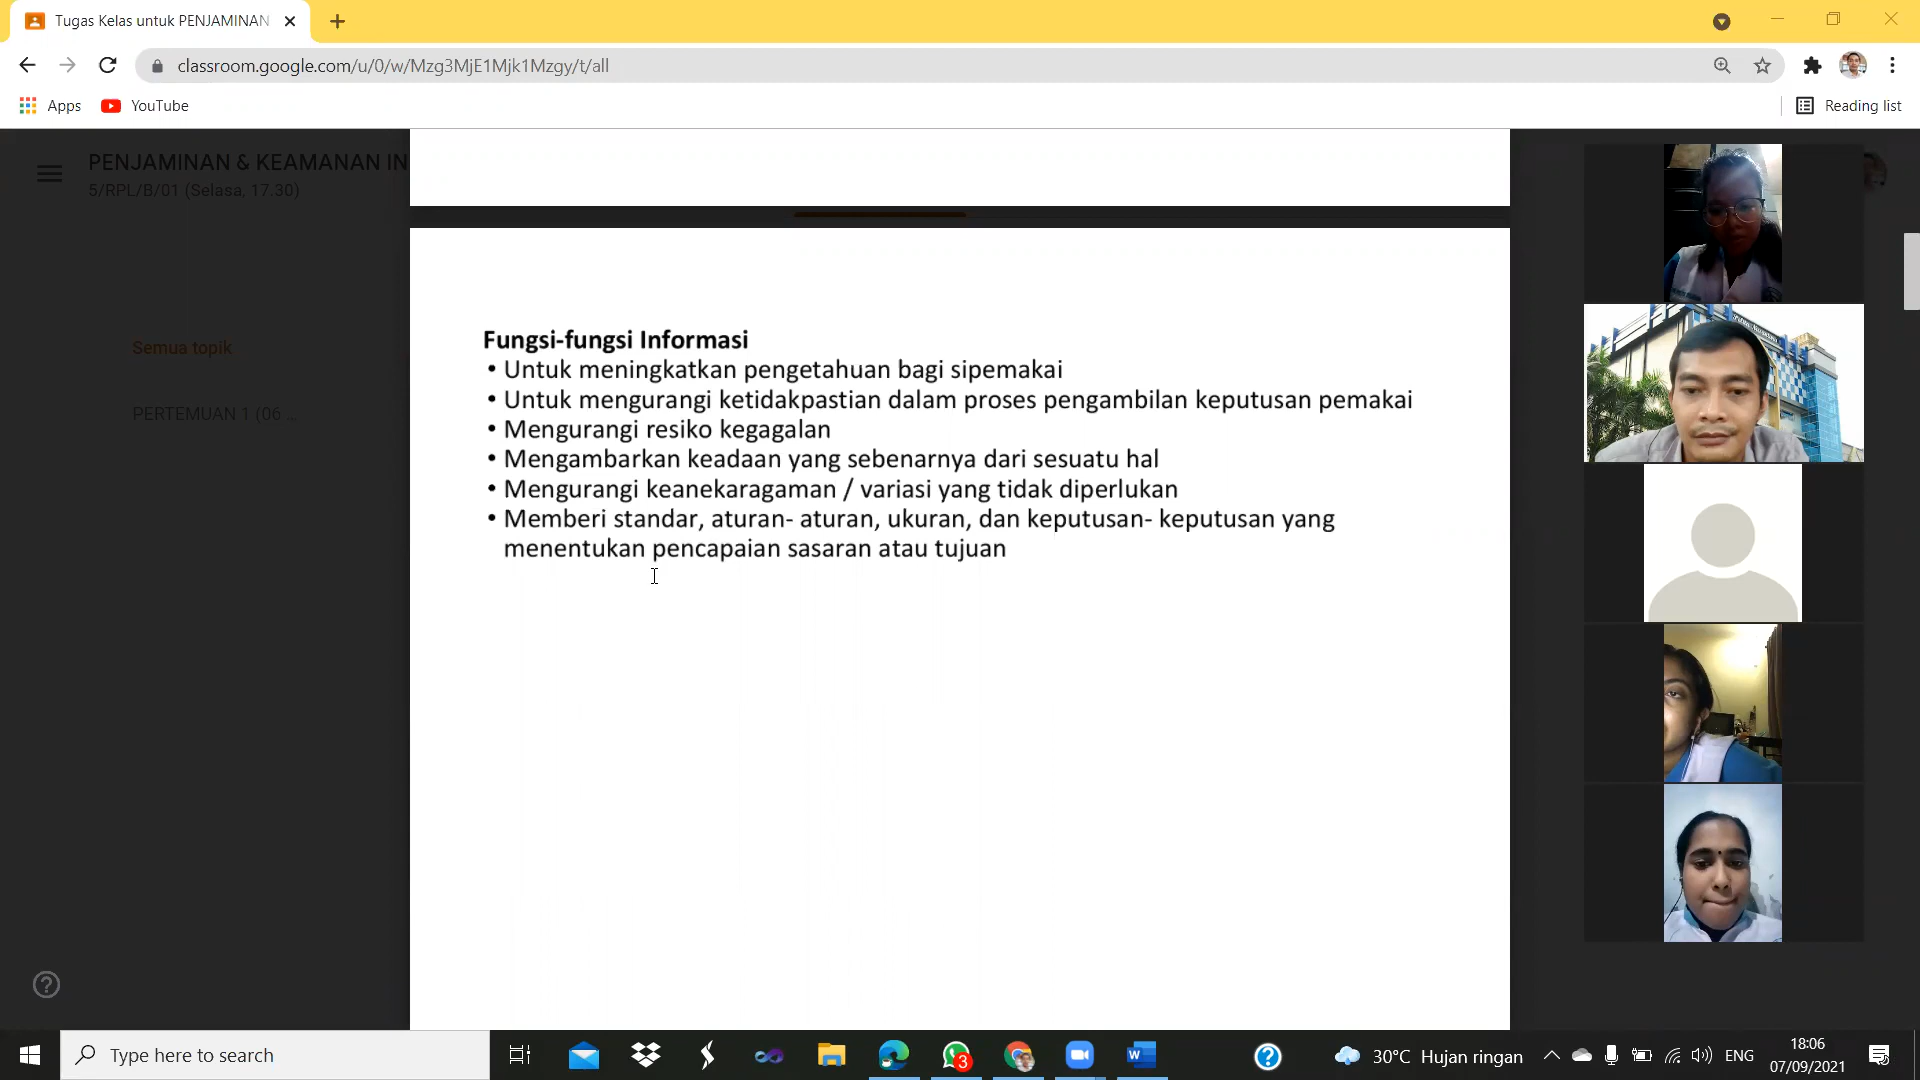 Tugas Kelas untuk PENJAMINAN
classroom.google.com/u/0/w/Mzg3MjE1Mjk1Mzgy/t/all
Apps
YouTube
Reading list
PENJAMINAN & KEAMANAN IN
5/RPL/B/01 (Selasa, 17.30)
Semua topik
PERTEMUAN 1 (06 ...
Fungsi-fungsi Informasi
• Untuk meningkatkan pengetahuan bagi sipemakai
• Untuk mengurangi ketidakpastian dalam proses pengambilan keputusan pemakai
• Mengurangi resiko kegagalan
• Mengambarkan keadaan yang sebenarnya dari sesuatu hal
• Mengurangi keanekaragaman / variasi yang tidak diperlukan
• Memberi standar, aturan- aturan, ukuran, dan keputusan- keputusan yang
menentukan pencapaian sasaran atau tujuan
Type here to search
3
30°C Hujan ringan
ENG
18:06
07/09/2021